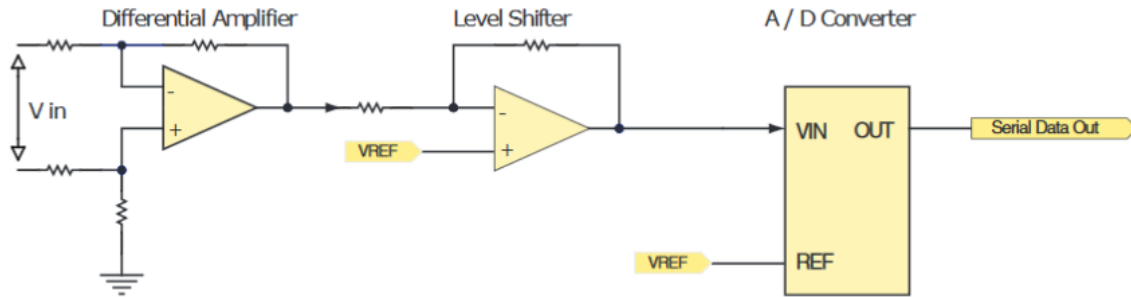 Differential Amplifier
Level Shifter
A / D Converter
V in
-
+
-
+
VREF
VIN OUT
Serial Data Out
VREF
REF